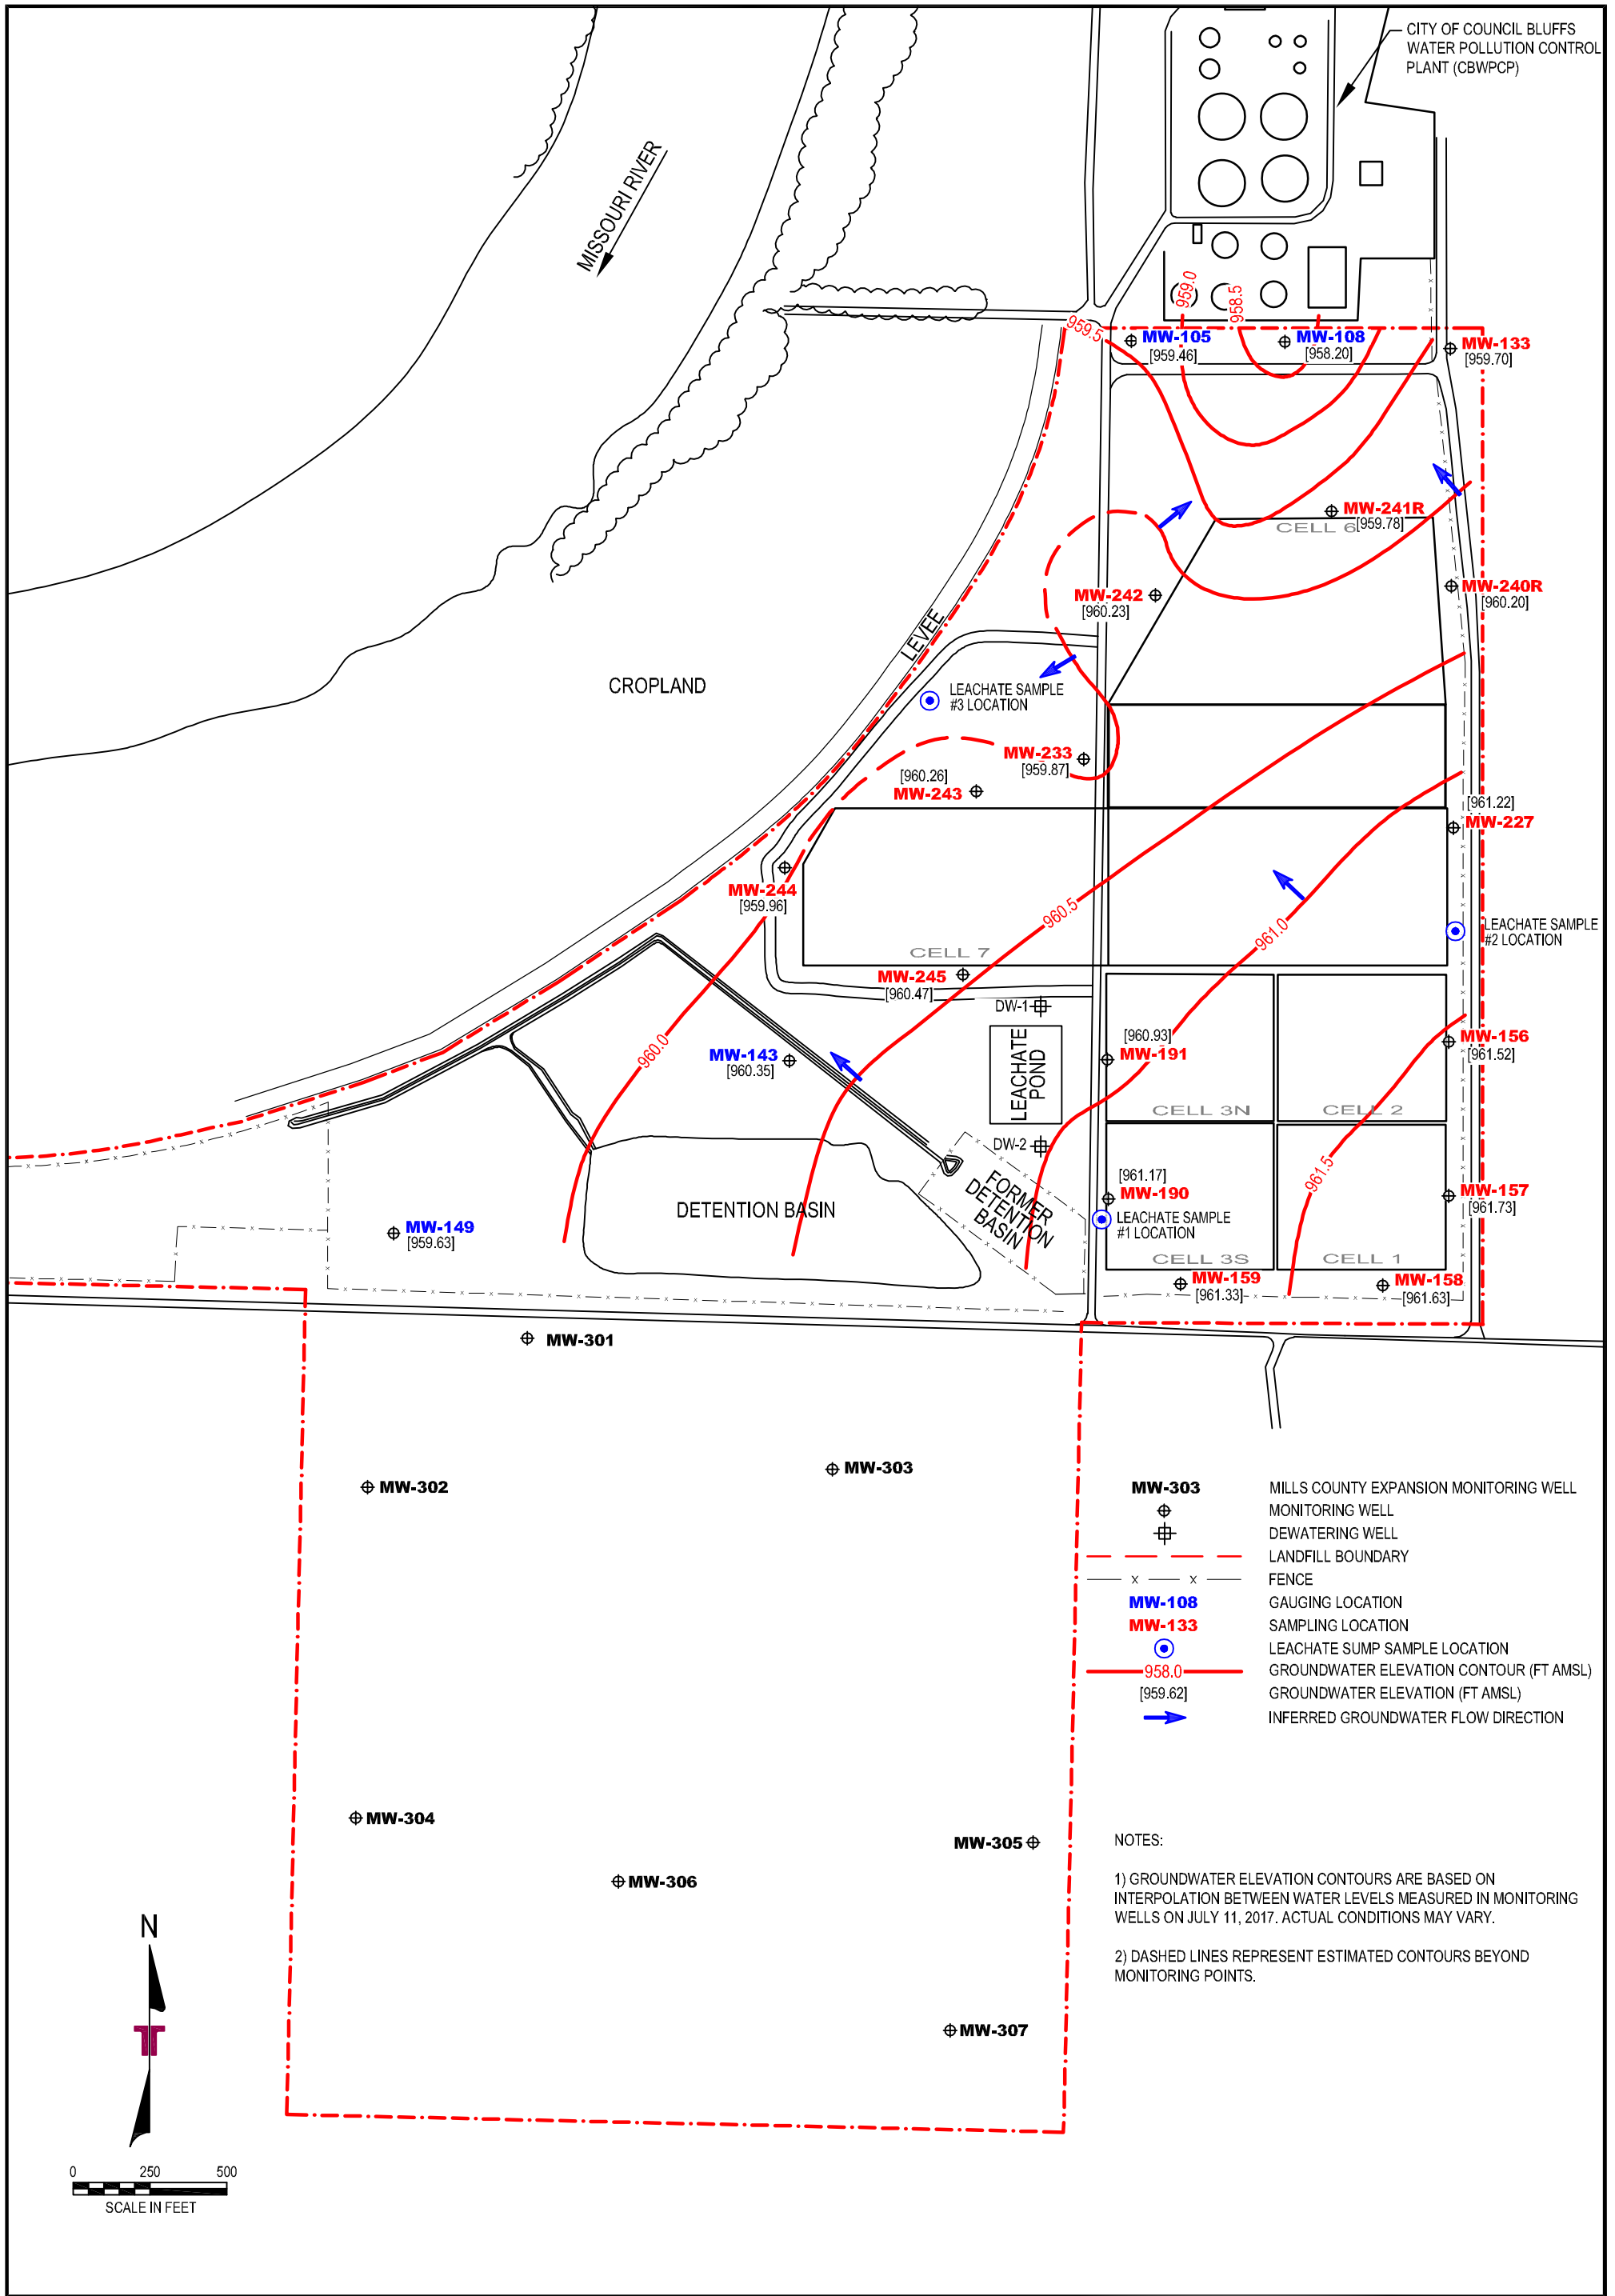 CITY OF COUNCIL BLUFFS
WATER POLLUTION CONTROL
PLANT (CBWPCP)
MISSOURI RIVER
959.0
958.5
959.5
MW-105
[959.46]
MW-108
[958.20]
MW-133
[959.70]
MW-241R
[959.78]
CELL 6
MW-242
[960.23]
MW-240R
[960.20]
LEVEE
CROPLAND
LEACHATE SAMPLE
#3 LOCATION
MW-233
[959.87]
[960.26]
MW-243
[961.22]
MW-227
MW-244
[959.96]
960.5
961.0
LEACHATE SAMPLE
#2 LOCATION
CELL 7
MW-245
[960.47]
DW-1
LEACHATE
POND
[960.93]
MW-191
MW-156
[961.52]
960.0
MW-143
[960.35]
CELL 3N
CELL 2
DW-2
961.5
[961.17]
MW-190
MW-157
[961.73]
FORMER
DETENTION
BASIN
DETENTION BASIN
LEACHATE SAMPLE
#1 LOCATION
MW-149
[959.63]
CELL 3S
CELL 1
MW-159
[961.33]
MW-158
[961.63]
MW-301
MW-302
MW-303
MW-303 MILLS COUNTY EXPANSION MONITORING WELL
MONITORING WELL
DEWATERING WELL
LANDFILL BOUNDARY
x x FENCE
MW-108 GAUGING LOCATION
MW-133 SAMPLING LOCATION
LEACHATE SUMP SAMPLE LOCATION
958.0 GROUNDWATER ELEVATION CONTOUR (FT AMSL)
[959.62] GROUNDWATER ELEVATION (FT AMSL)
INFERRED GROUNDWATER FLOW DIRECTION
MW-304
MW-305
MW-306
MW-307
NOTES:
1) GROUNDWATER ELEVATION CONTOURS ARE BASED ON
INTERPOLATION BETWEEN WATER LEVELS MEASURED IN MONITORING
WELLS ON JULY 11, 2017. ACTUAL CONDITIONS MAY VARY.
2) DASHED LINES REPRESENT ESTIMATED CONTOURS BEYOND
MONITORING POINTS.
N
0 250 500
SCALE IN FEET